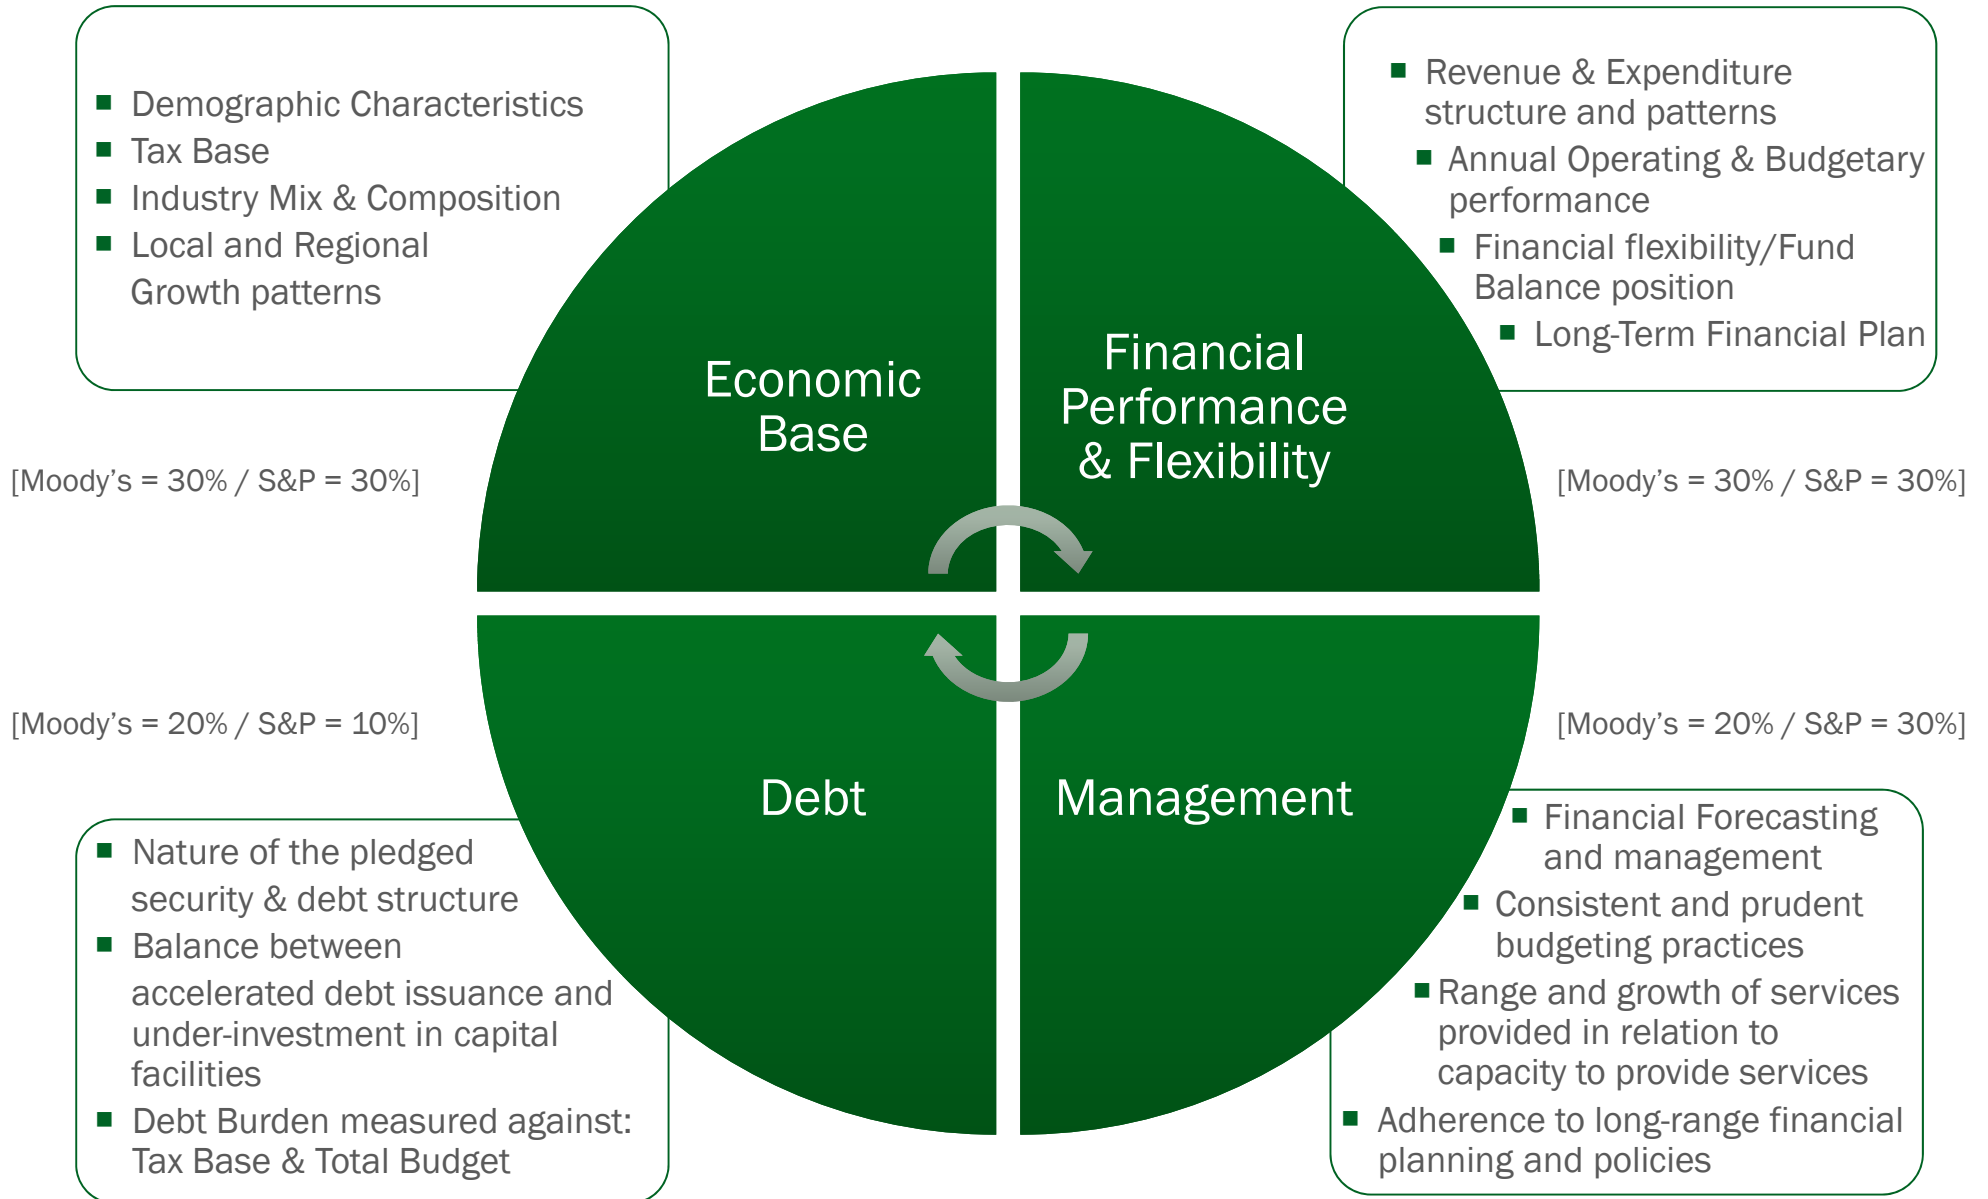 ■ Demographic Characteristics
■ Tax Base
■ Industry Mix & Composition
■ Local and Regional
Growth patterns
■ Revenue & Expenditure
structure and patterns
■ Annual Operating & Budgetary
performance
■ Financial flexibility/Fund
Balance position
■ Long-Term Financial Plan
Economic
Base
Financial
Performance
& Flexibility
[Moody’s = 30% / S&P = 30%]
[Moody’s = 30% / S&P = 30%]
[Moody’s = 20% / S&P = 10%]
[Moody’s = 20% / S&P = 30%]
Debt
Management
■ Nature of the pledged
security & debt structure
■ Balance between
accelerated debt issuance and
under-investment in capital
facilities
■ Debt Burden measured against:
Tax Base & Total Budget
■ Financial Forecasting
and management
■ Consistent and prudent
budgeting practices
■ Range and growth of services
provided in relation to
capacity to provide services
■ Adherence to long-range financial
planning and policies